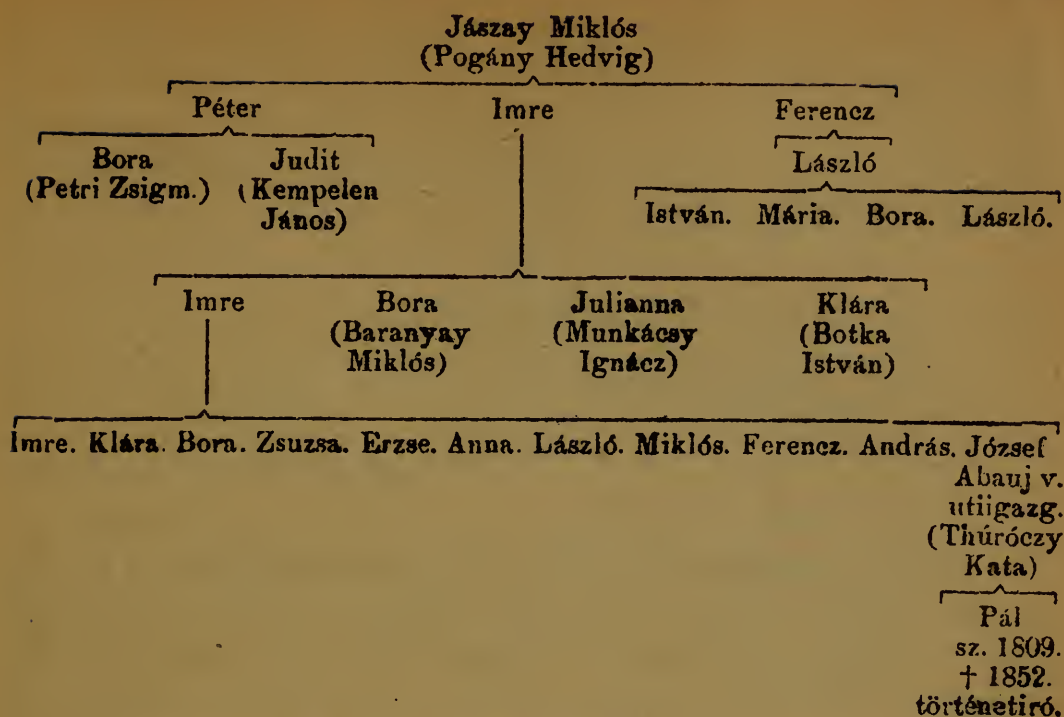 Jászay Miklós
(Pogány Hedvig)
Péter Imre Ferencz
Bora Judit László
(Petri Zsigm.) (Kempelen
János)
István. Mária. Bora. László.
Imre Bora Julianna Klára
(Baranyay (Munkácsy (Botka
Miklós) Ignácz) István)
Imre. Klára. Bora. Zsuzsa. Erzse. Anna. László. Miklós. Ferencz. András. József
Abauj v.
utiigazg.
(Thúróczy
Kata)
Pál
sz. 1809.
† 1852.
történetiró.